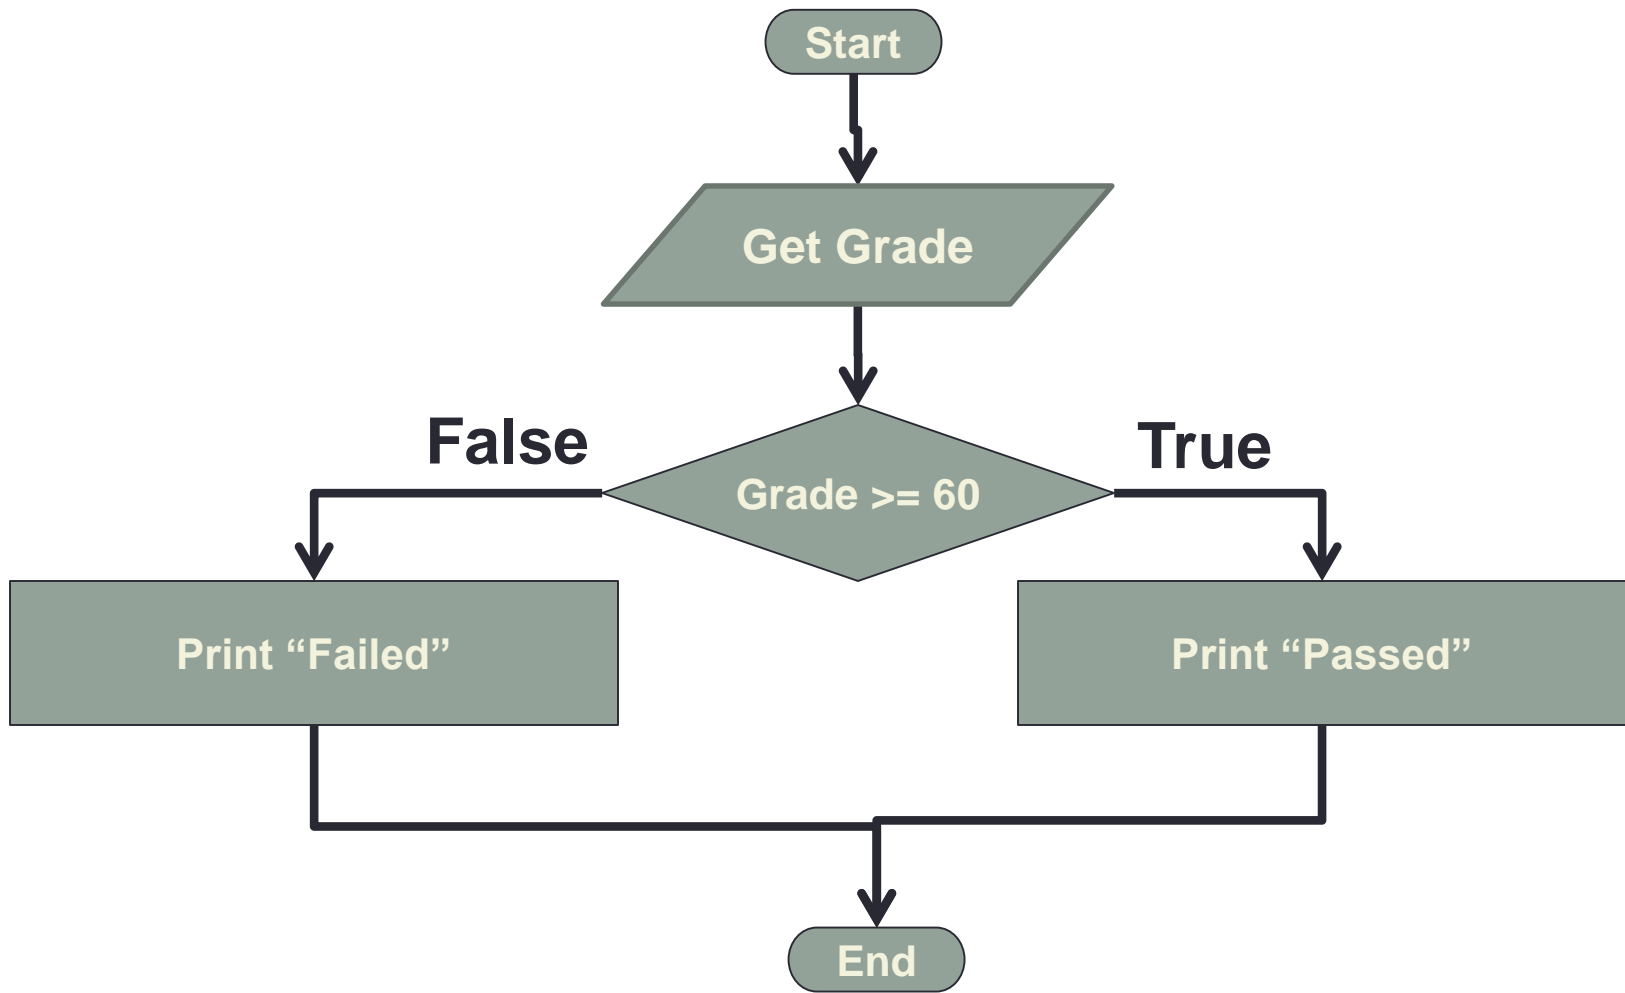 Start
Get Grade
False
True
Grade >= 60
Print “Failed”
Print “Passed”
End